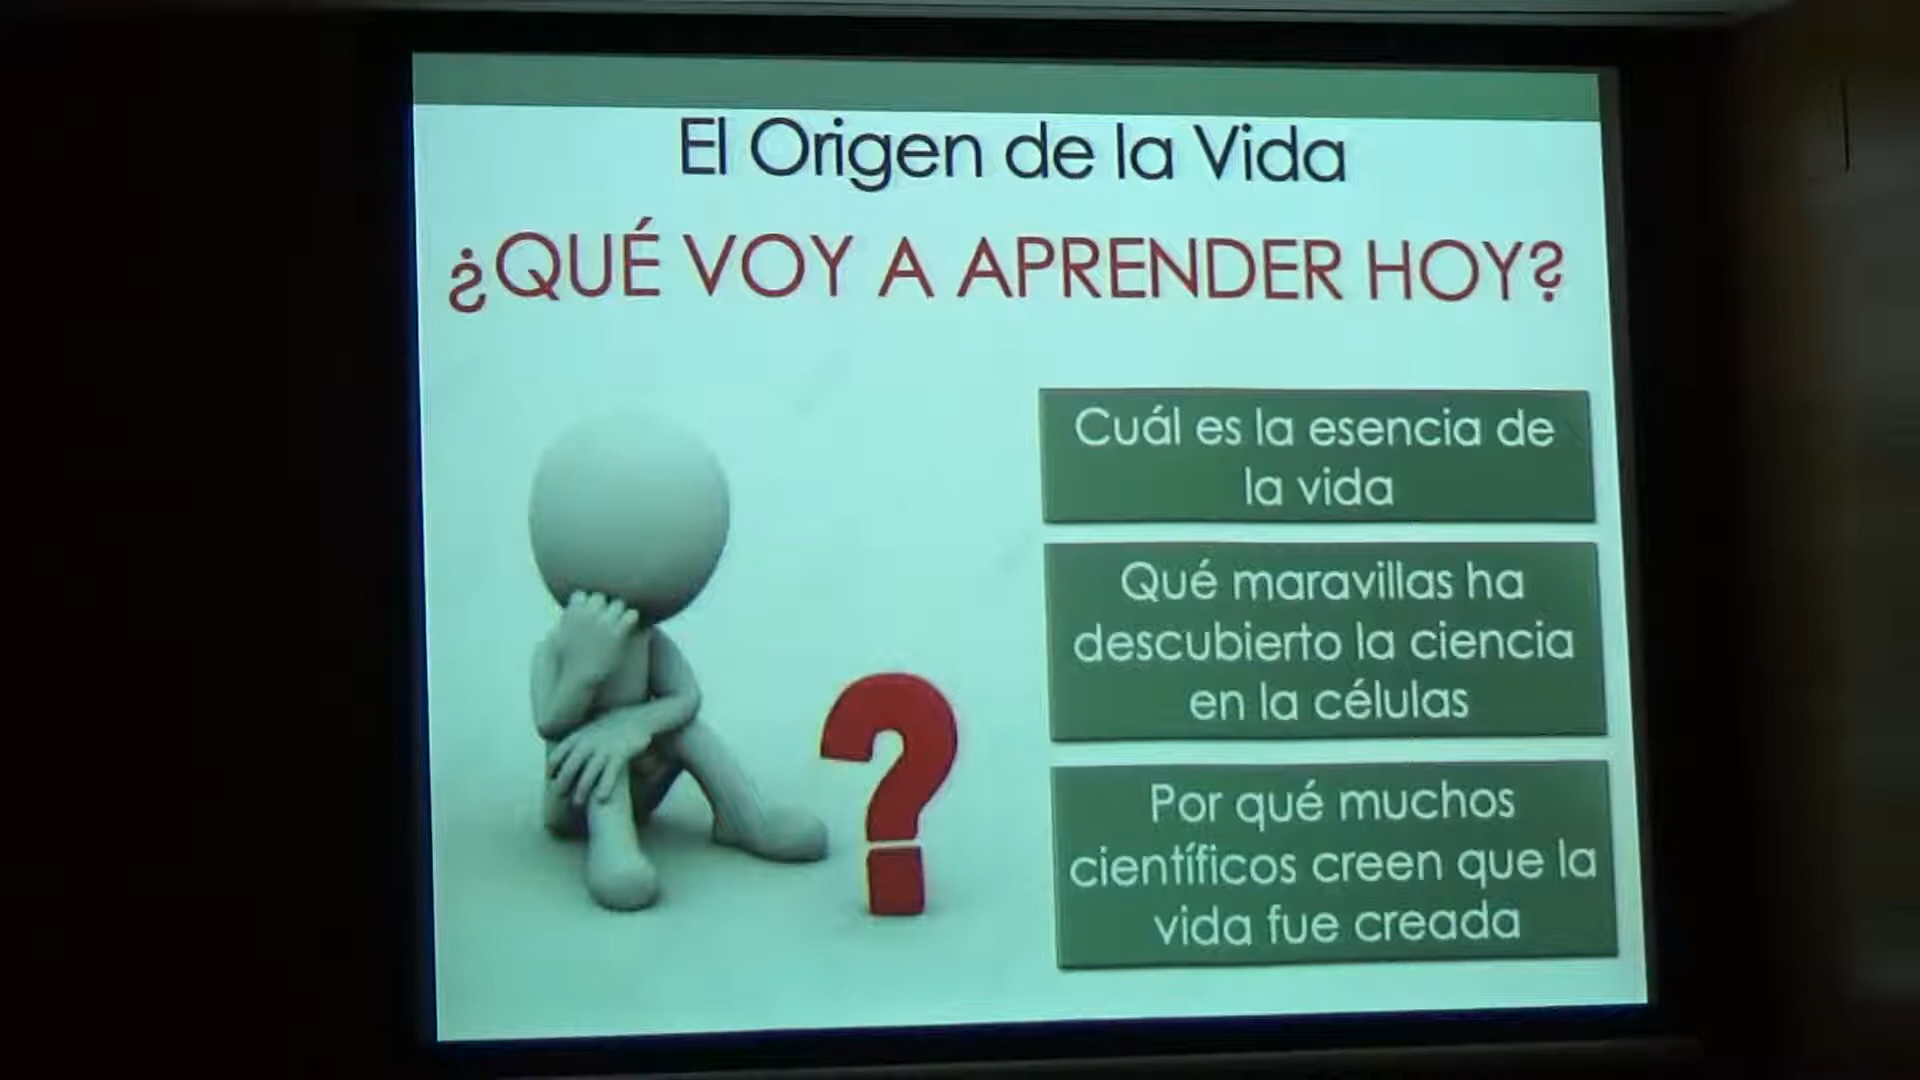 El Origen de la Vida
¿QUÉ VOY A APRENDER HOY?
Cuál es la esencia de
la vida
Qué maravillas ha
descubierto la ciencia
en la células
Por qué muchos
científicos creen que la
vida fue creada